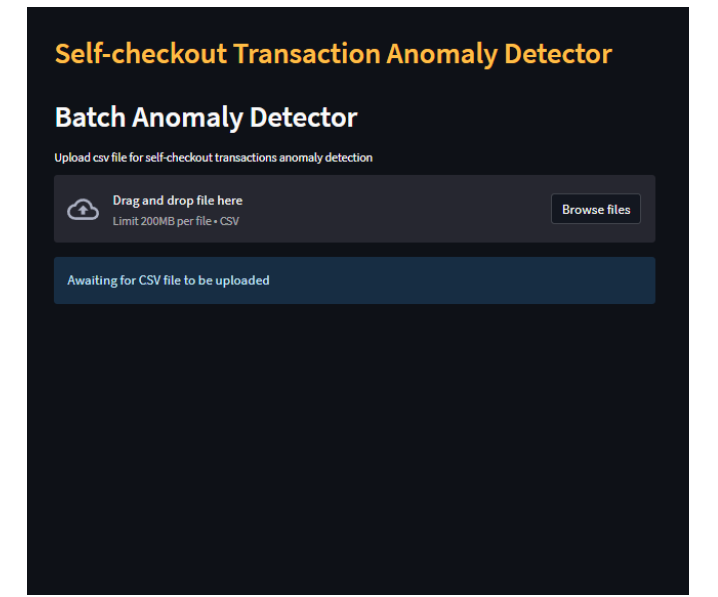 Self-checkout Transaction Anomaly Detector
Batch Anomaly Detector
Upload csv file for self-checkout transactions anomaly detection
Drag and drop file here
Limit 200MB per file • CSV
Browse files
Awaiting for CSV file to be uploaded